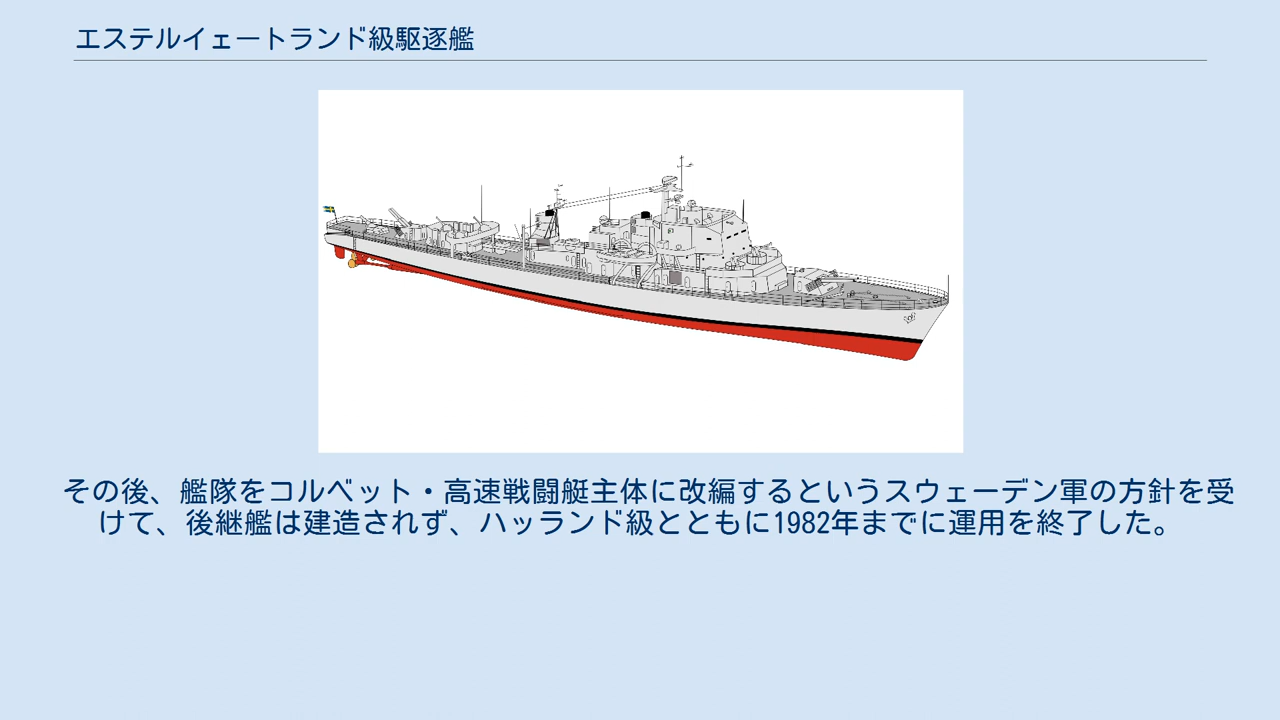 エステルイェートランド級駆逐艦
その後、艦隊をコルベット・高速戦闘艇主体に改編するというスウェーデン軍の方針を受
けて、後継艦は建造されず、ハッランド級とともに1982年までに運用を終了した。